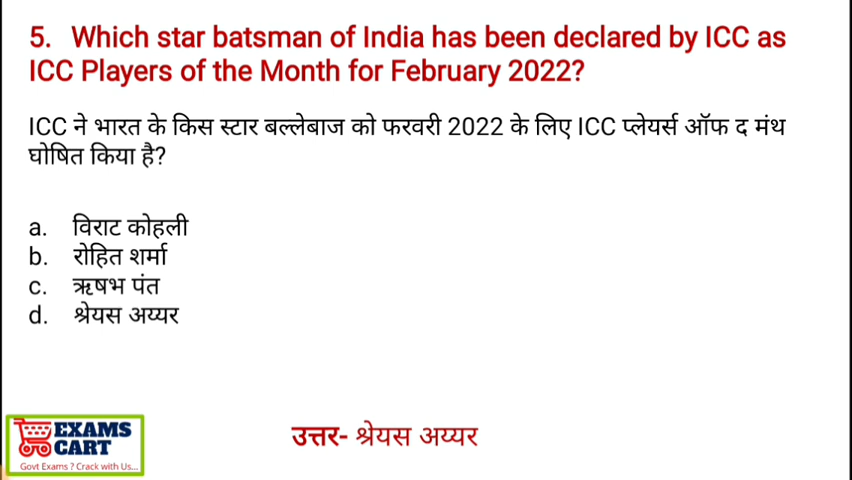 5. Which star batsman of India has been declared by ICC as
ICC Players of the Month for February 2022?
ICC ने भारत के किस स्टार बल्लेबाज को फरवरी 2022 के लिए ICC प्लेयर्स ऑफ द मंथ
घोषित किया है?
a. विराट कोहली
b. रोहित शर्मा
c. ऋषभ पंत
d. श्रेयस अय्यर
उत्तर- श्रेयस अय्यर
EXAMS
CART
Govt Exams ? Crack with Us...